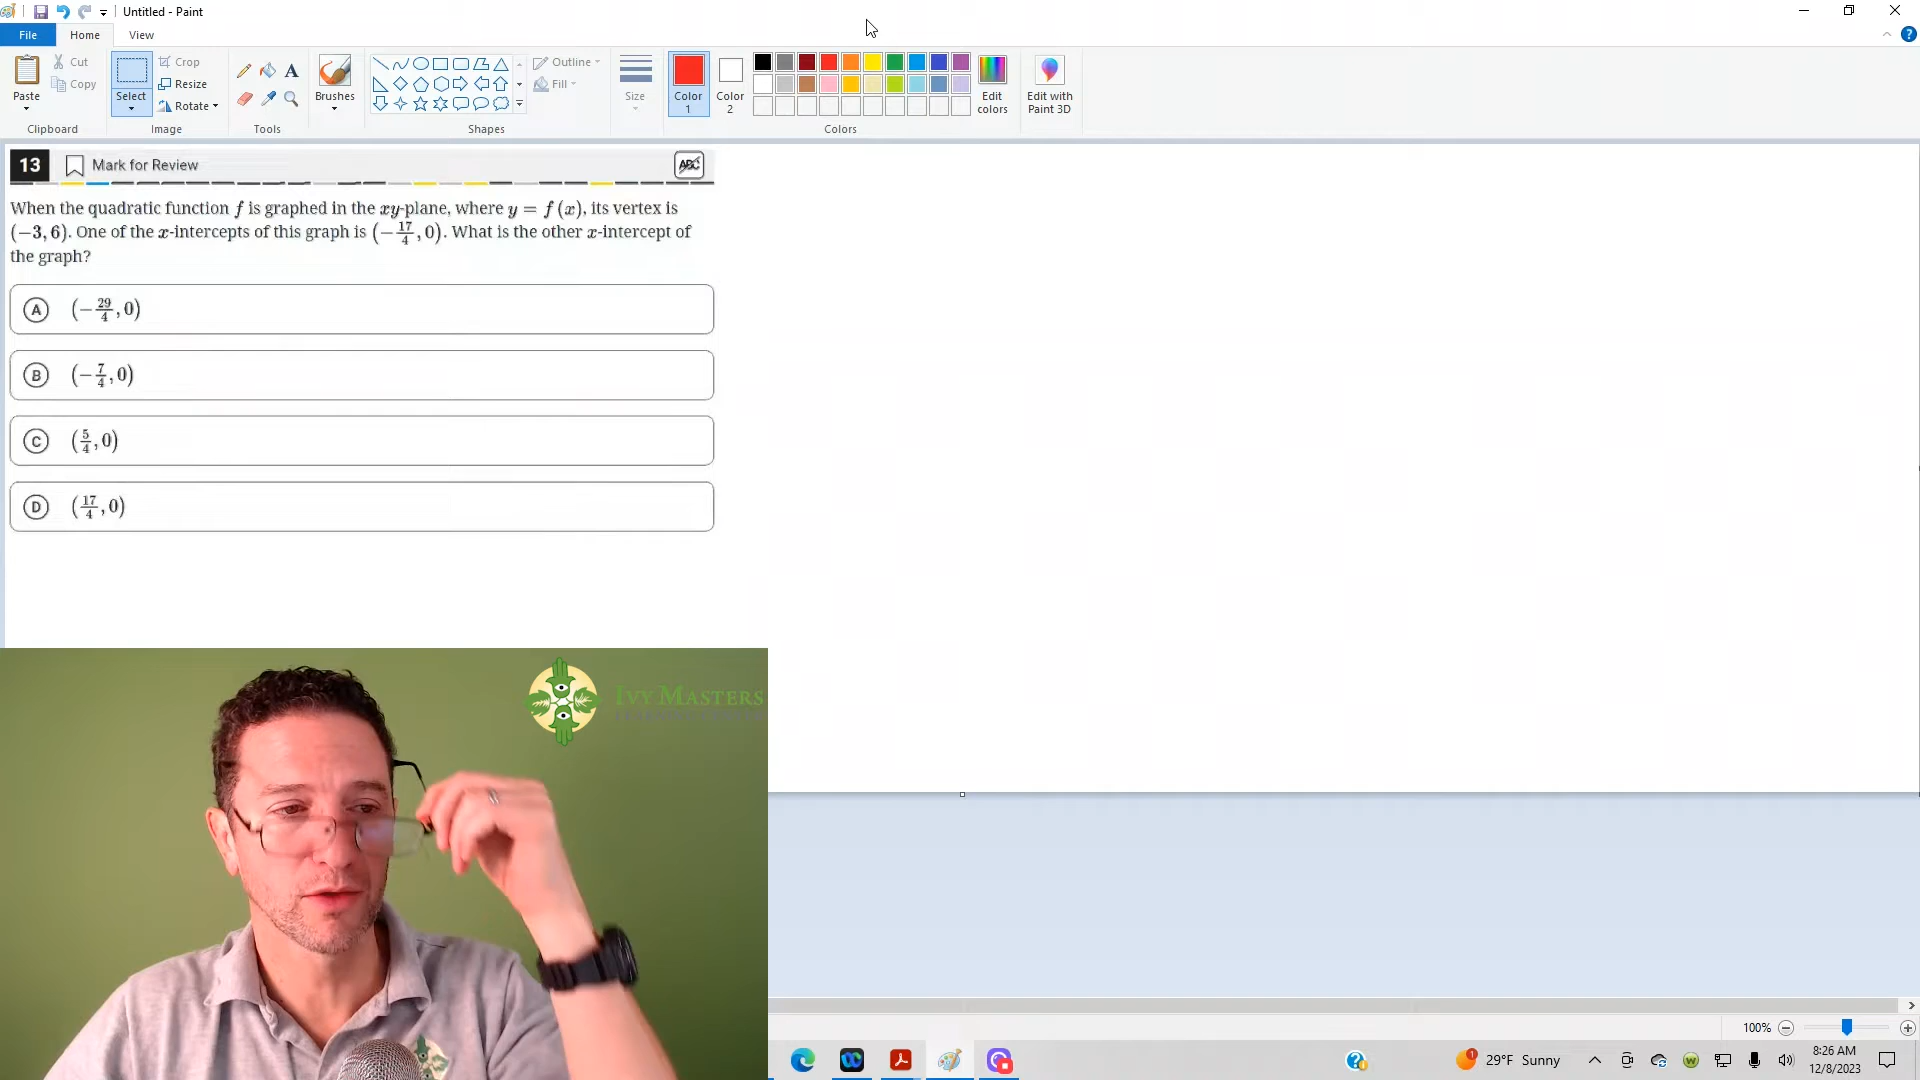 Untitled - Paint
File Home View
Paste
Cut
Copy
Clipboard
Select
Crop
Resize
Rotate
Image
Tools
Brushes
Shapes
Outline
Fill
Size
Color 1
Color 2
Colors
Edit colors
Edit with Paint 3D
13 Mark for Review ABC
When the quadratic function f is graphed in the xy-plane, where y = f (x), its vertex is
(−3, 6). One of the x-intercepts of this graph is (−17/4, 0). What is the other x-intercept of
the graph?
A (−29/4, 0)
B (−7/4, 0)
C (5/4, 0)
D (17/4, 0)
IVY MASTERS
100%
1 29°F Sunny
8:26 AM
12/8/2023